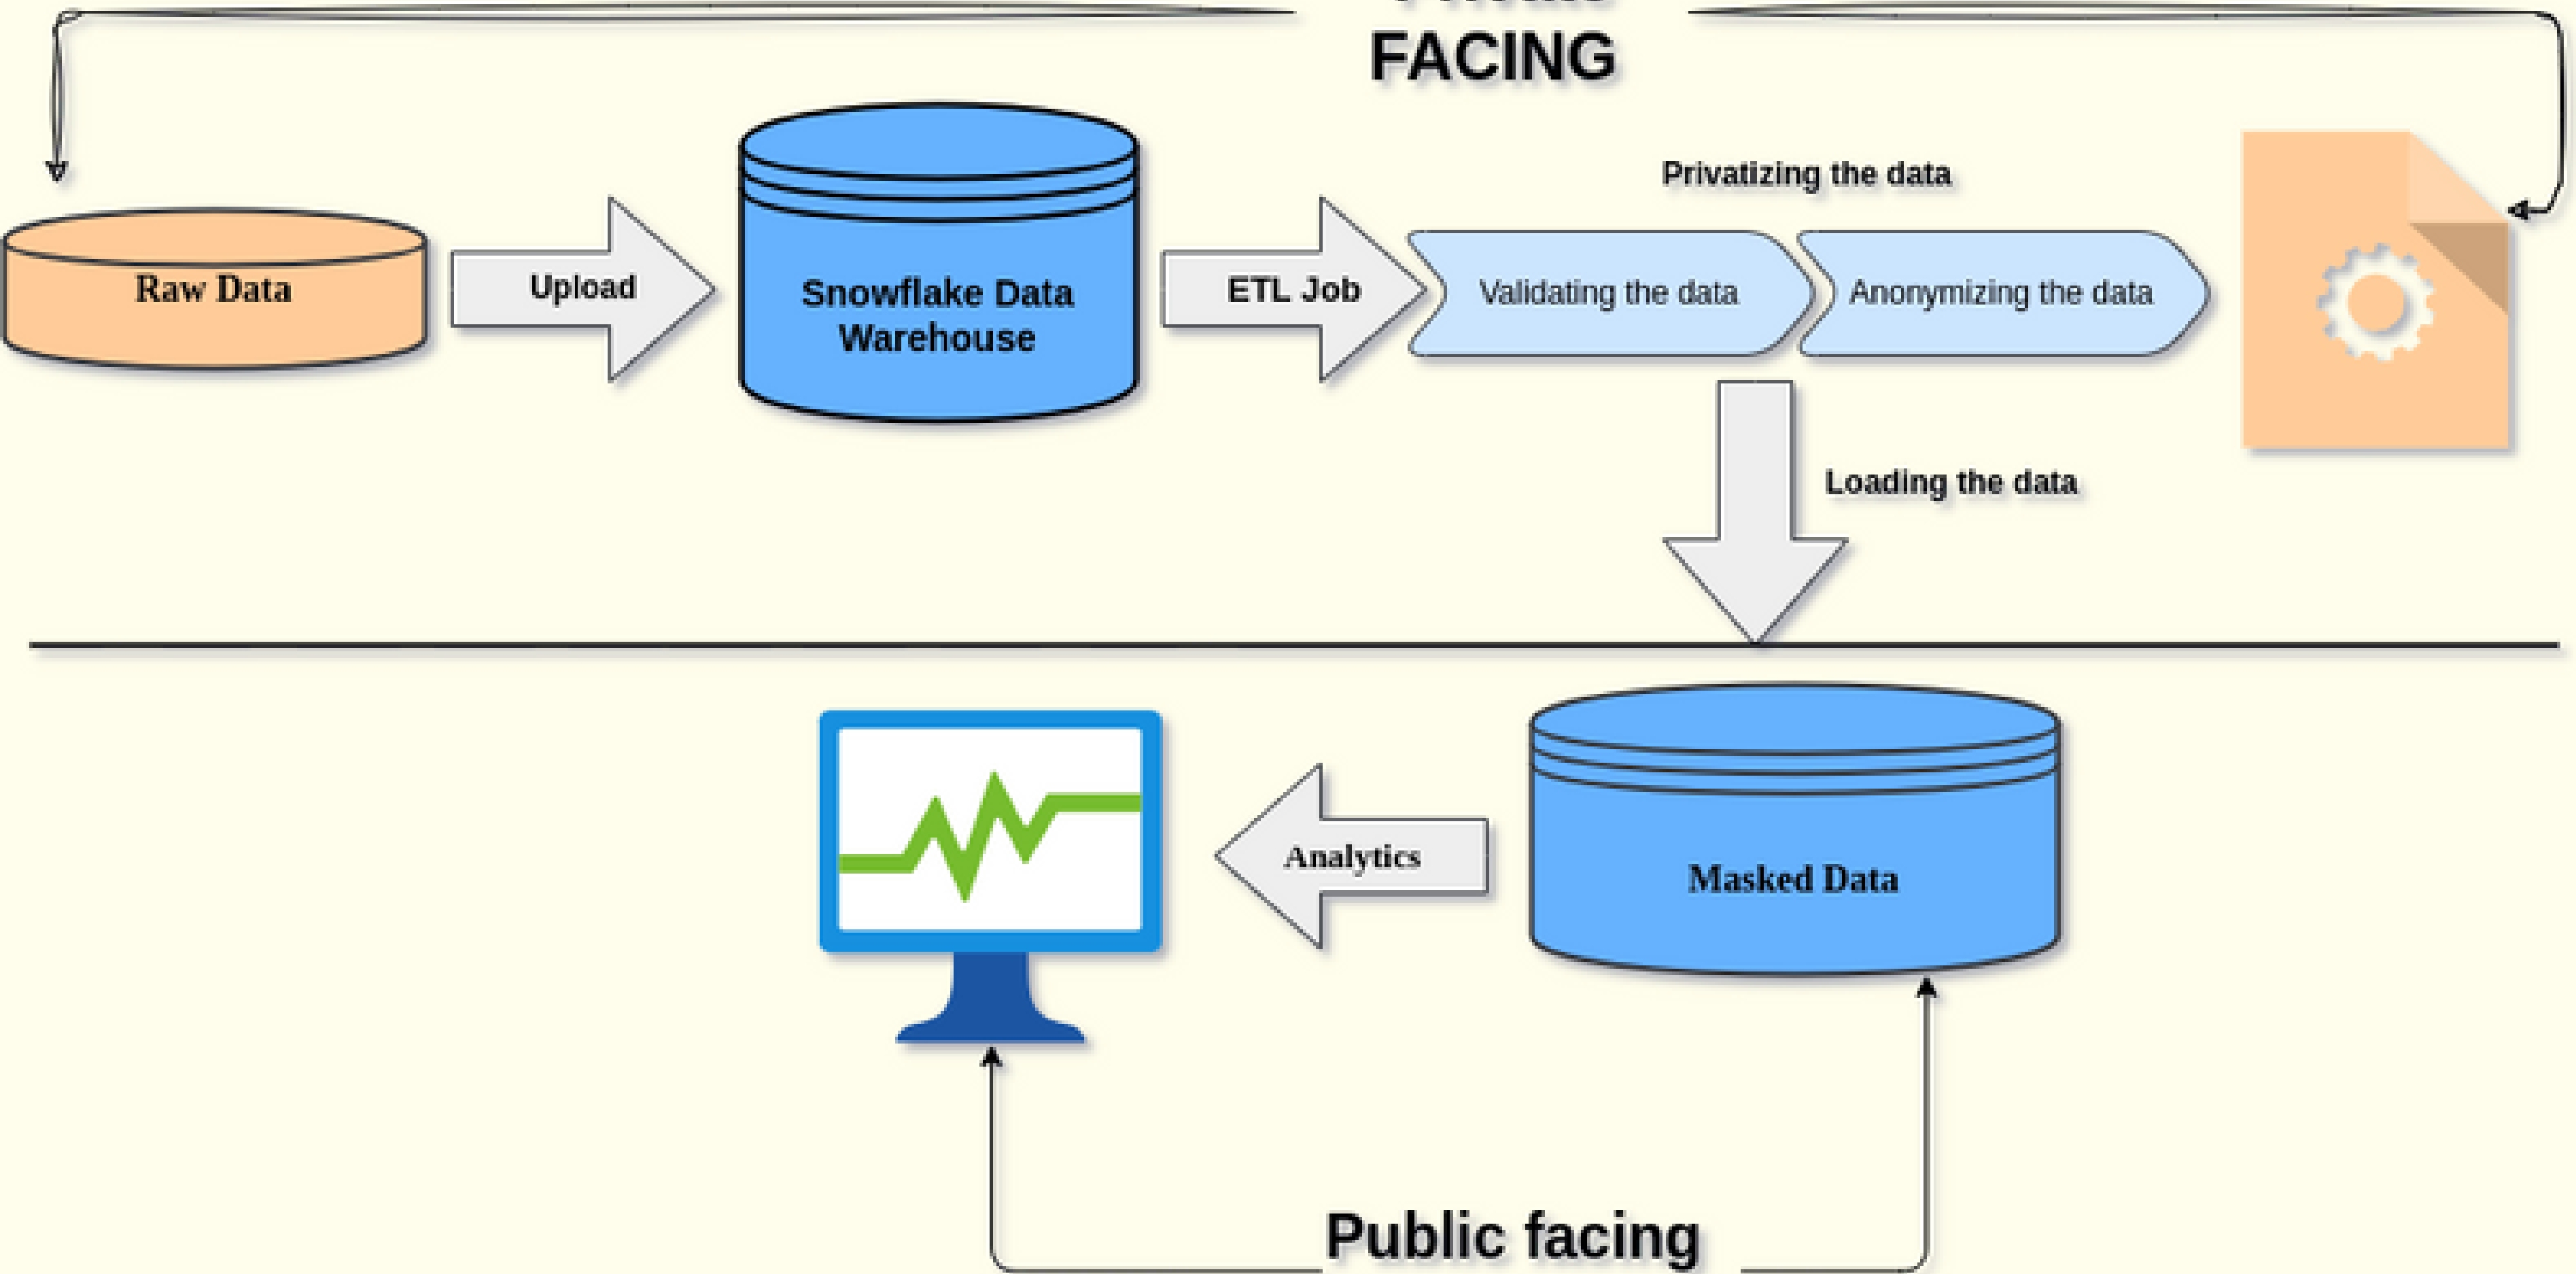 FACING
Privatizing the data
Raw Data
Upload
Snowflake Data
Warehouse
ETL Job
Validating the data
Anonymizing the data
Loading the data
Analytics
Masked Data
Public facing